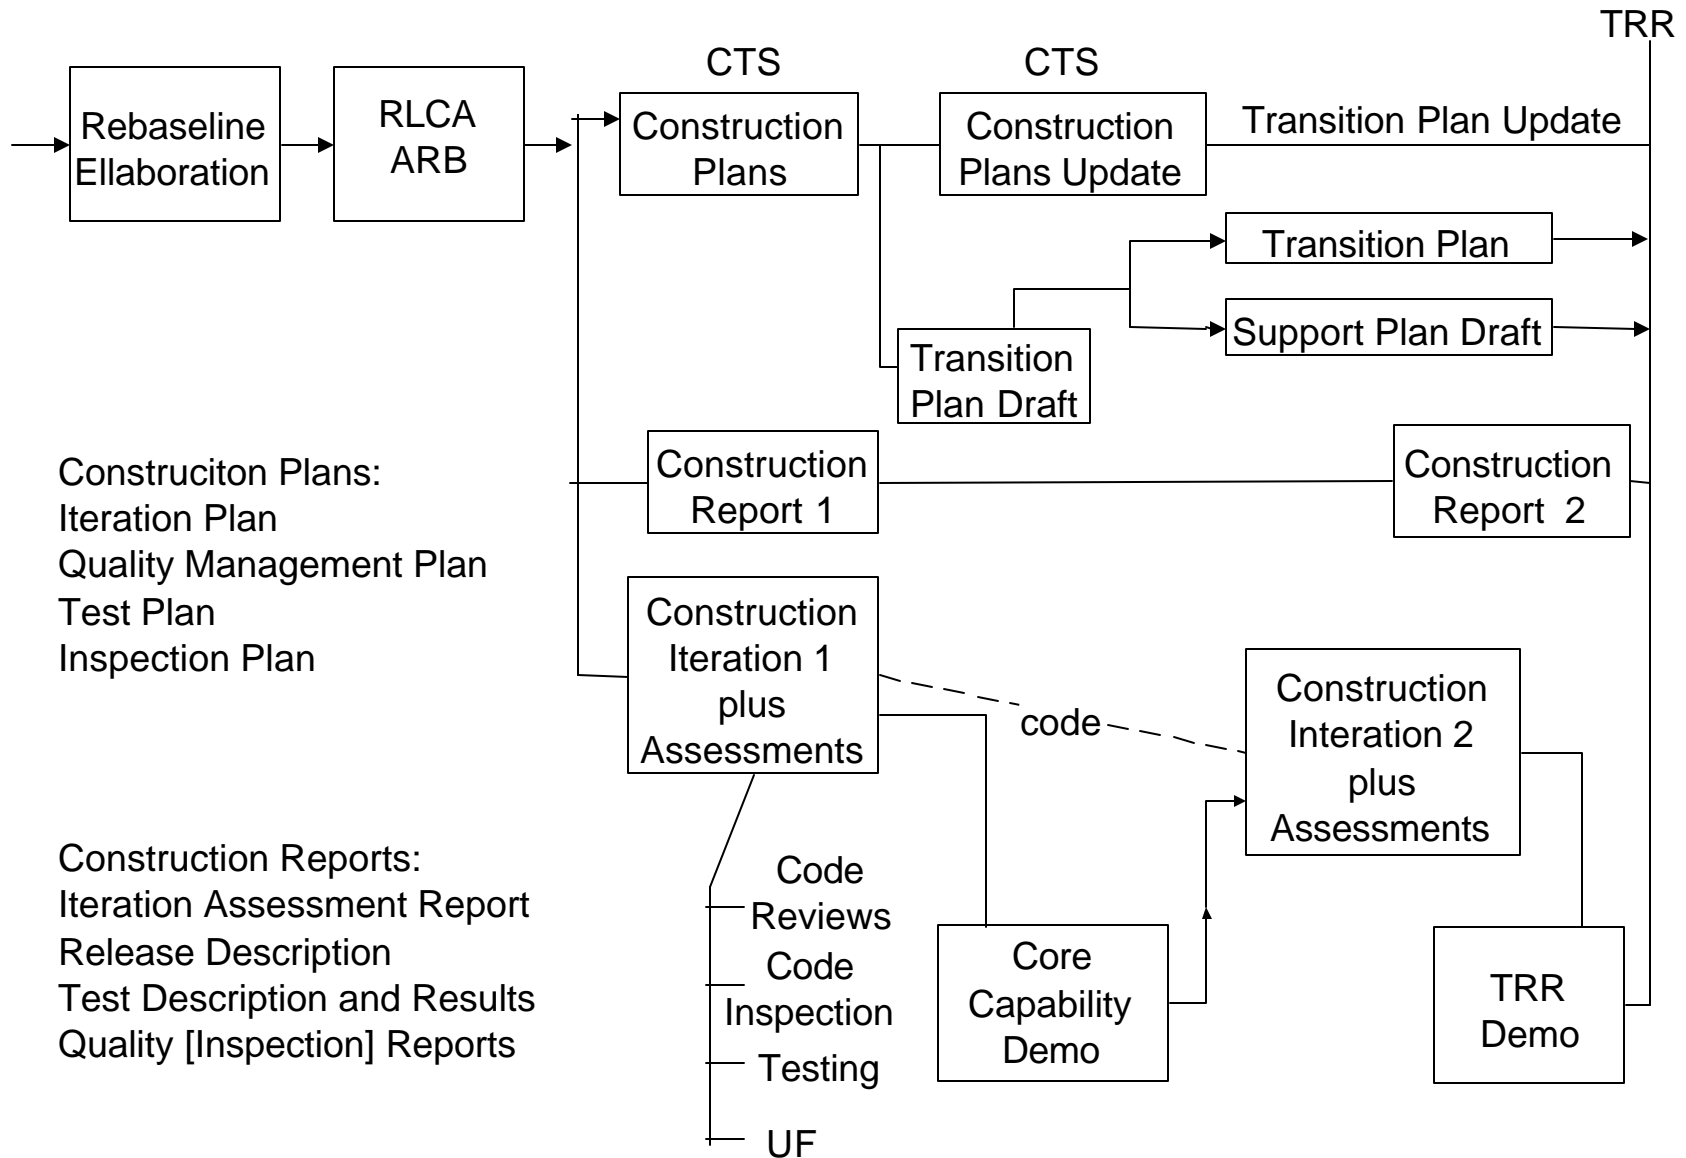 TRR
CTS
CTS
Rebaseline
Ellaboration
RLCA
ARB
Construction
Plans
Construction
Plans Update
Transition Plan Update
Transition Plan
Support Plan Draft
Transition
Plan Draft
Construction
Report 1
Construction
Report 2
Construciton Plans:
Iteration Plan
Quality Management Plan
Test Plan
Inspection Plan
Construction
Iteration 1
plus
Assessments
code
Construction
Interation 2
plus
Assessments
Construction Reports:
Iteration Assessment Report
Release Description
Test Description and Results
Quality [Inspection] Reports
Code
Reviews
Code
Inspection
Testing
UF
Core
Capability
Demo
TRR
Demo